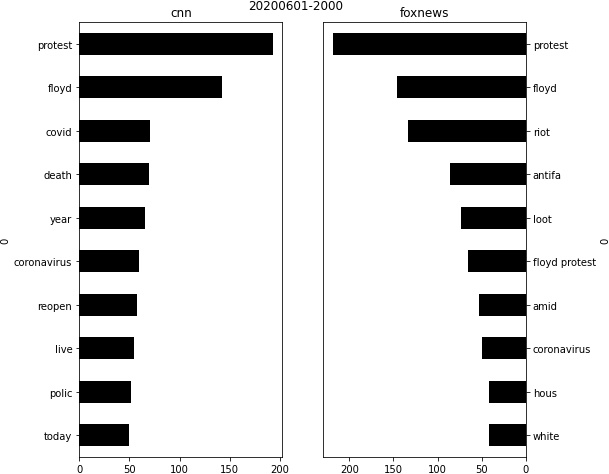 20200601-2000
cnn
foxnews
protest
floyd
covid
death
year
coronavirus
reopen
live
polic
today
0
0 50 100 150 200
protest
floyd
riot
antifa
loot
floyd protest
amid
coronavirus
hous
white
0
200 150 100 50 0